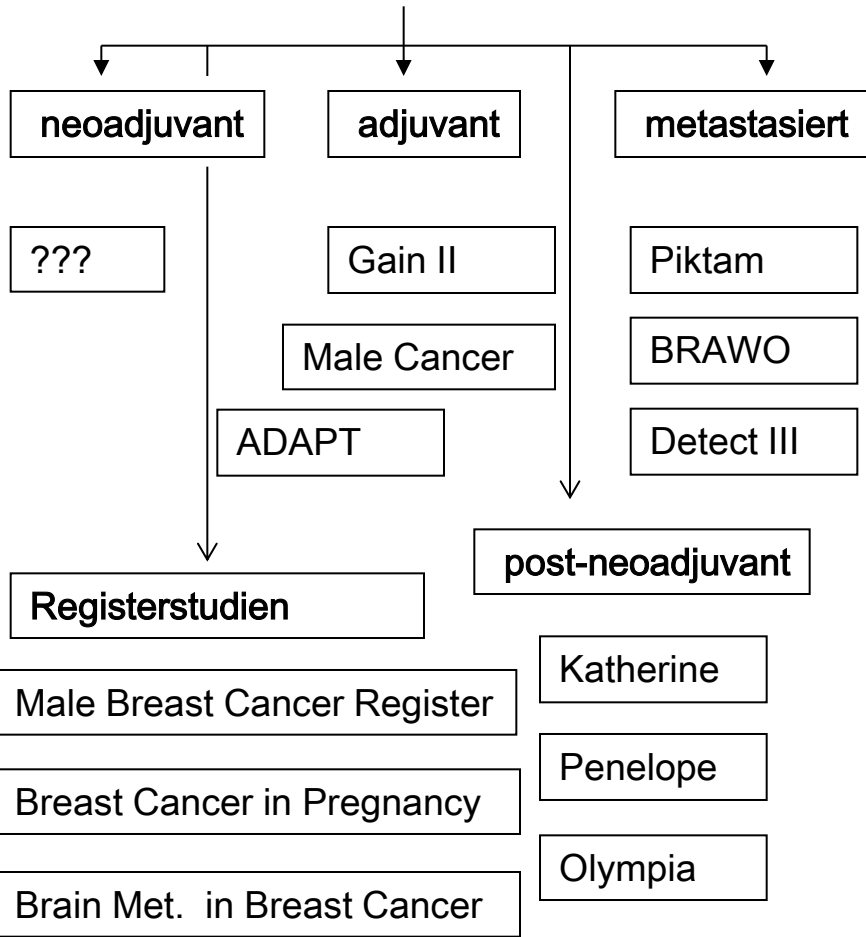 neoadjuvant
adjuvant
metastasiert
???
Gain II
Piktam
Male Cancer
BRAWO
ADAPT
Detect III
post-neoadjuvant
Registerstudien
Katherine
Male Breast Cancer Register
Penelope
Breast Cancer in Pregnancy
Olympia
Brain Met.  in Breast Cancer